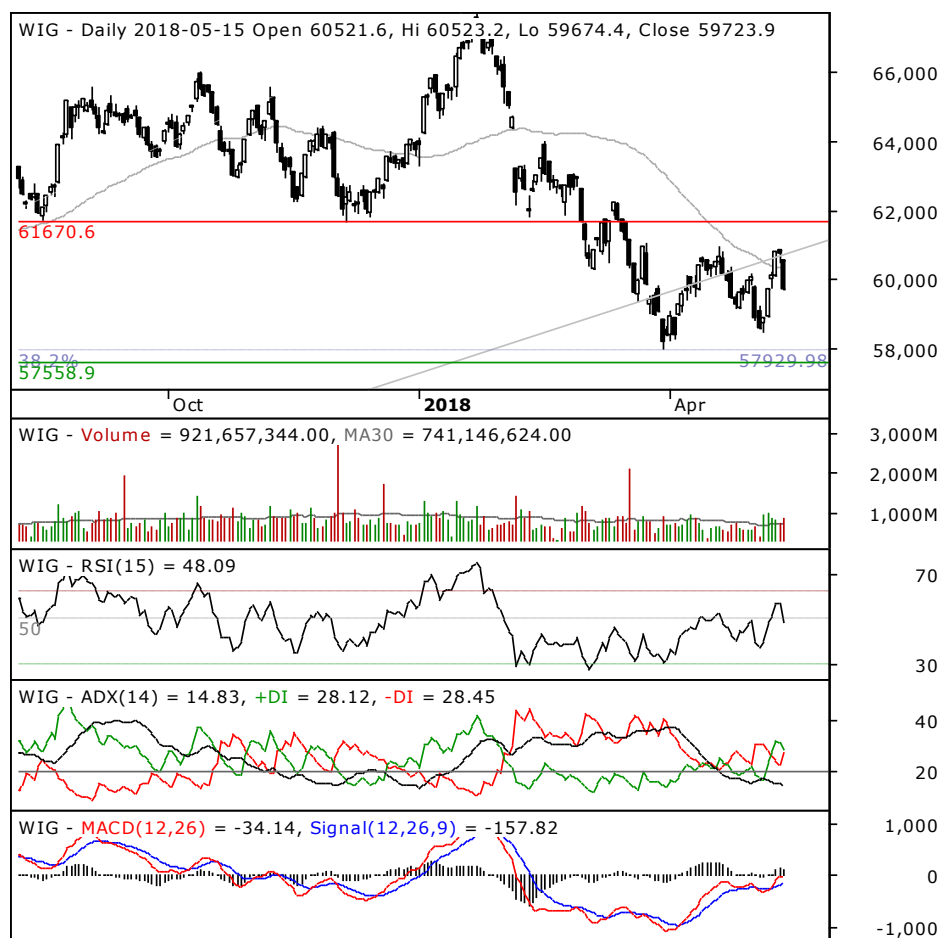 WIG - Daily 2018-05-15 Open 60521.6, Hi 60523.2, Lo 59674.4, Close 59723.9
66,000
64,000
62,000
61670.6
60,000
58,000
38.2%
57929.98
57558.9
Oct
2018
Apr
WIG - Volume = 921,657,344.00, MA30 = 741,146,624.00
3,000M
2,000M
1,000M
WIG - RSI(15) = 48.09
70
50
30
WIG - ADX(14) = 14.83, +DI = 28.12, -DI = 28.45
40
20
WIG - MACD(12,26) = -34.14, Signal(12,26,9) = -157.82
1,000
0
-1,000